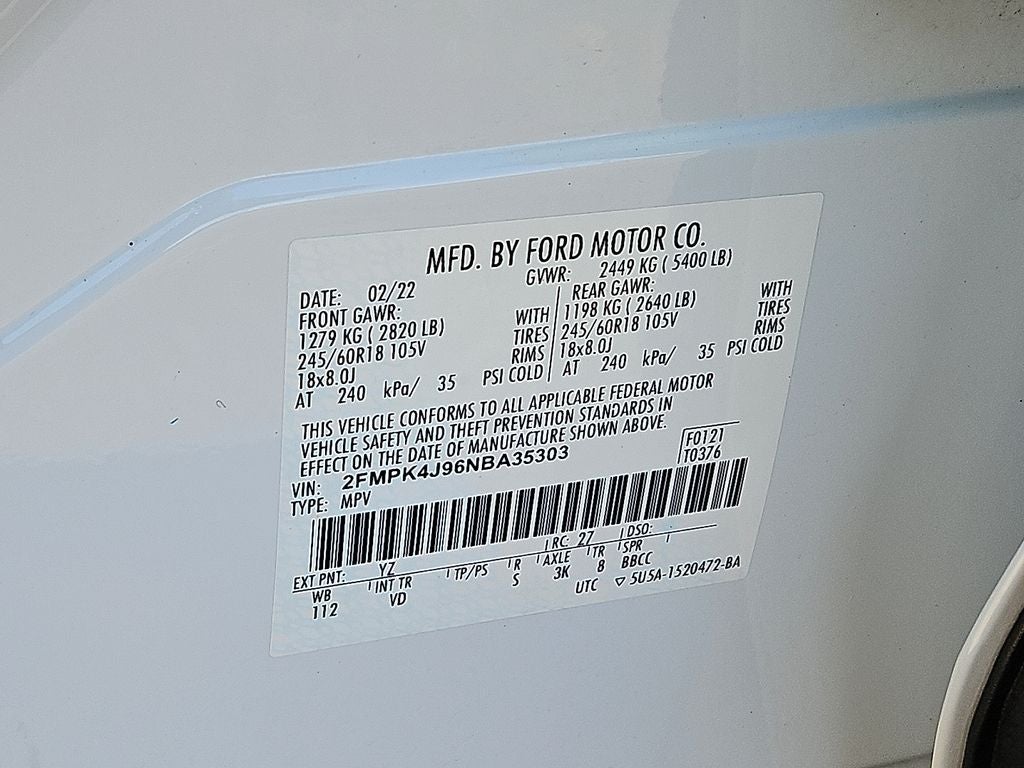 MFD. BY FORD MOTOR CO.
DATE: 02/22 GVWR: 2449 KG ( 5400 LB)
FRONT GAWR: REAR GAWR:
1279 KG ( 2820 LB) WITH 1198 KG ( 2640 LB) WITH
245/60R18 105V TIRES 245/60R18 105V TIRES
18x8.0J RIMS 18x8.0J RIMS
AT 240 kPa/ 35 PSI COLD AT 240 kPa/ 35 PSI COLD
THIS VEHICLE CONFORMS TO ALL APPLICABLE FEDERAL MOTOR
VEHICLE SAFETY AND THEFT PREVENTION STANDARDS IN
EFFECT ON THE DATE OF MANUFACTURE SHOWN ABOVE.
VIN: 2FMPK4J96NBA35303 F0121
TYPE: MPV T0376
EXT PNT: YZ RC: 27 DSO:
WB INT TR TP/PS R AXLE TR SPR
112 VD S 3K 8 BBCC
UTC ▽ 5U5A-1520472-BA